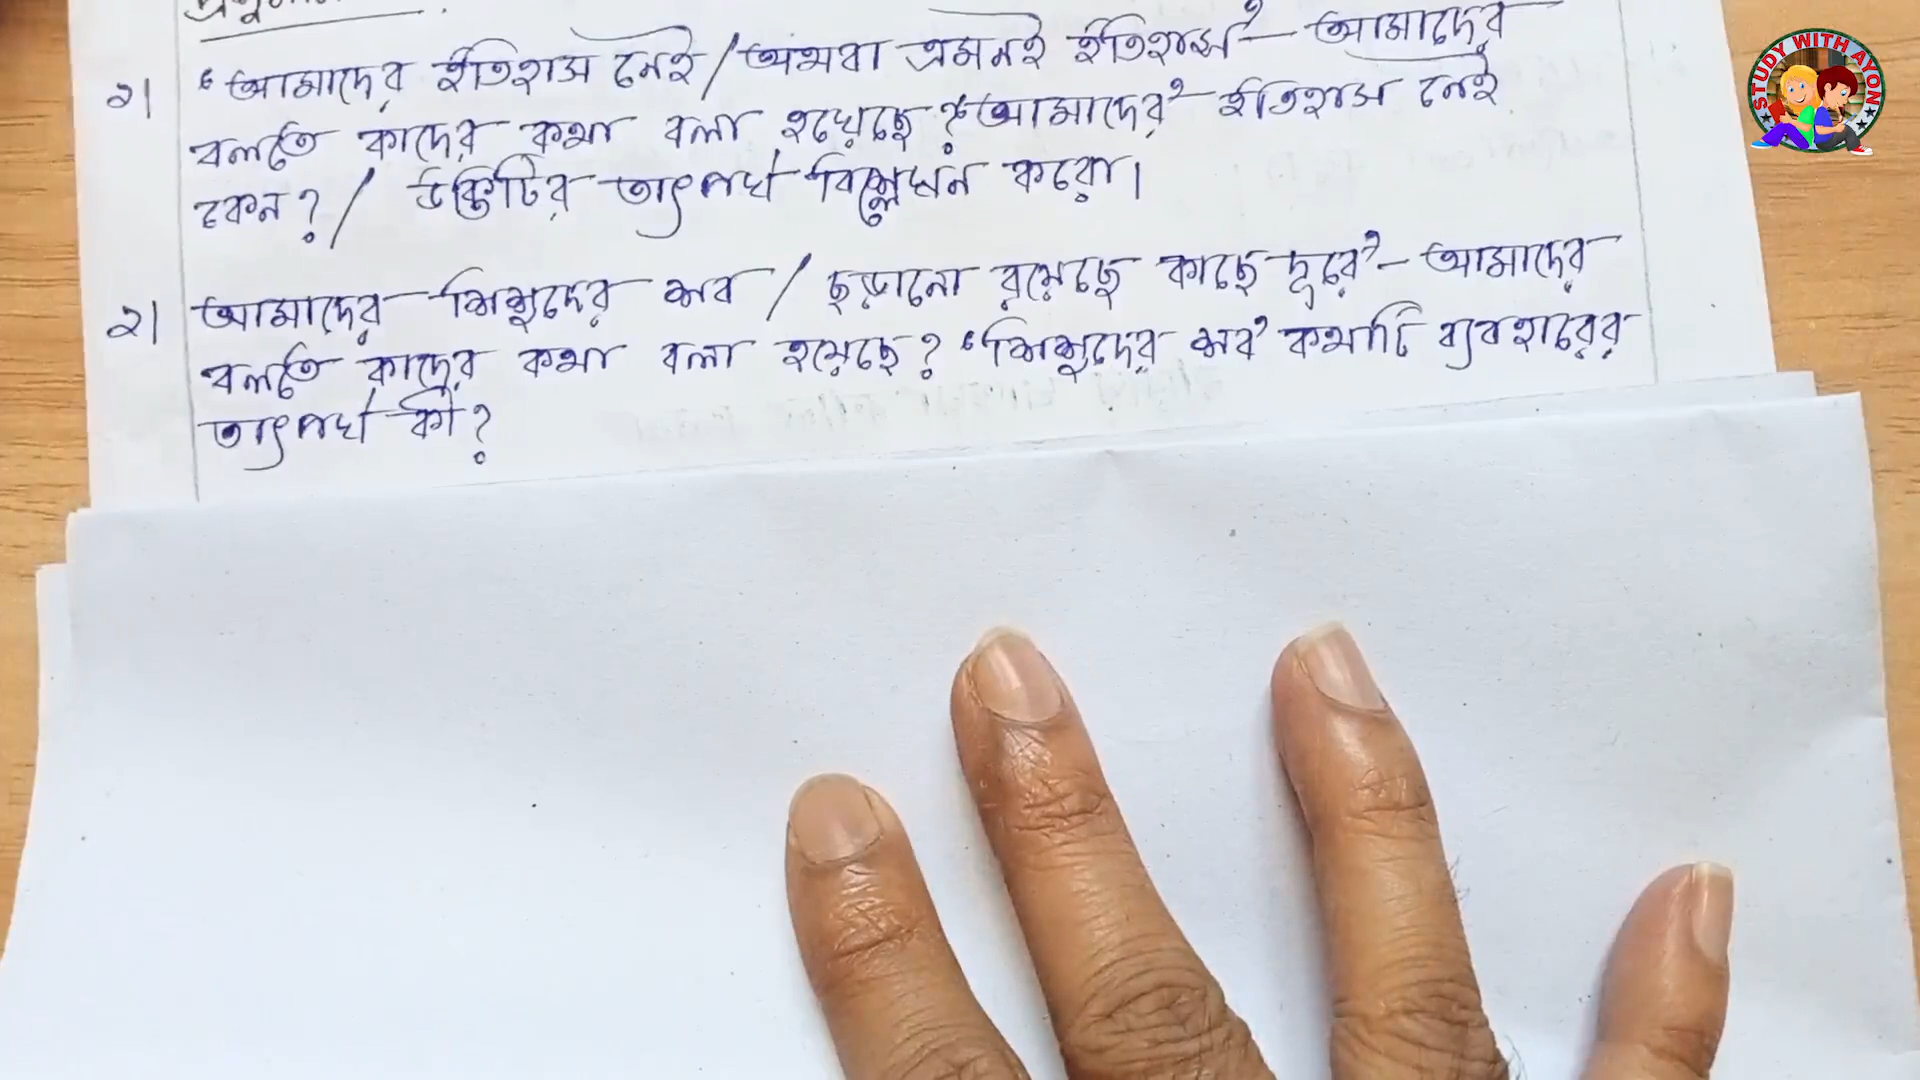 ১। ‘আমাদের ইতিহাস নেই / অথবা এমনই ইতিহাস’ – আমাদের
বলতে কাদের কথা বলা হয়েছে? ‘আমাদের’ ইতিহাস নেই
কেন? / উক্তিটির তাৎপর্য বিশ্লেষন করো।
২। আমাদের শিশুদের শব / ছড়ানো রয়েছে কাছে দূরে’ – আমাদের
বলতে কাদের কথা বলা হয়েছে? ‘শিশুদের শব’ কথাটি ব্যবহারের
তাৎপর্য কী?
STUDY WITH AYON